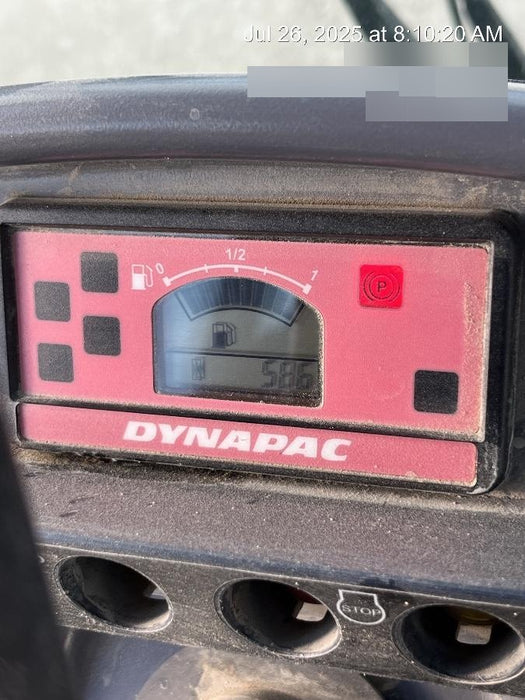 Jul 26, 2025 at 8:10:20 AM
0 1/2 1
P
586
DYNAPAC
STOP